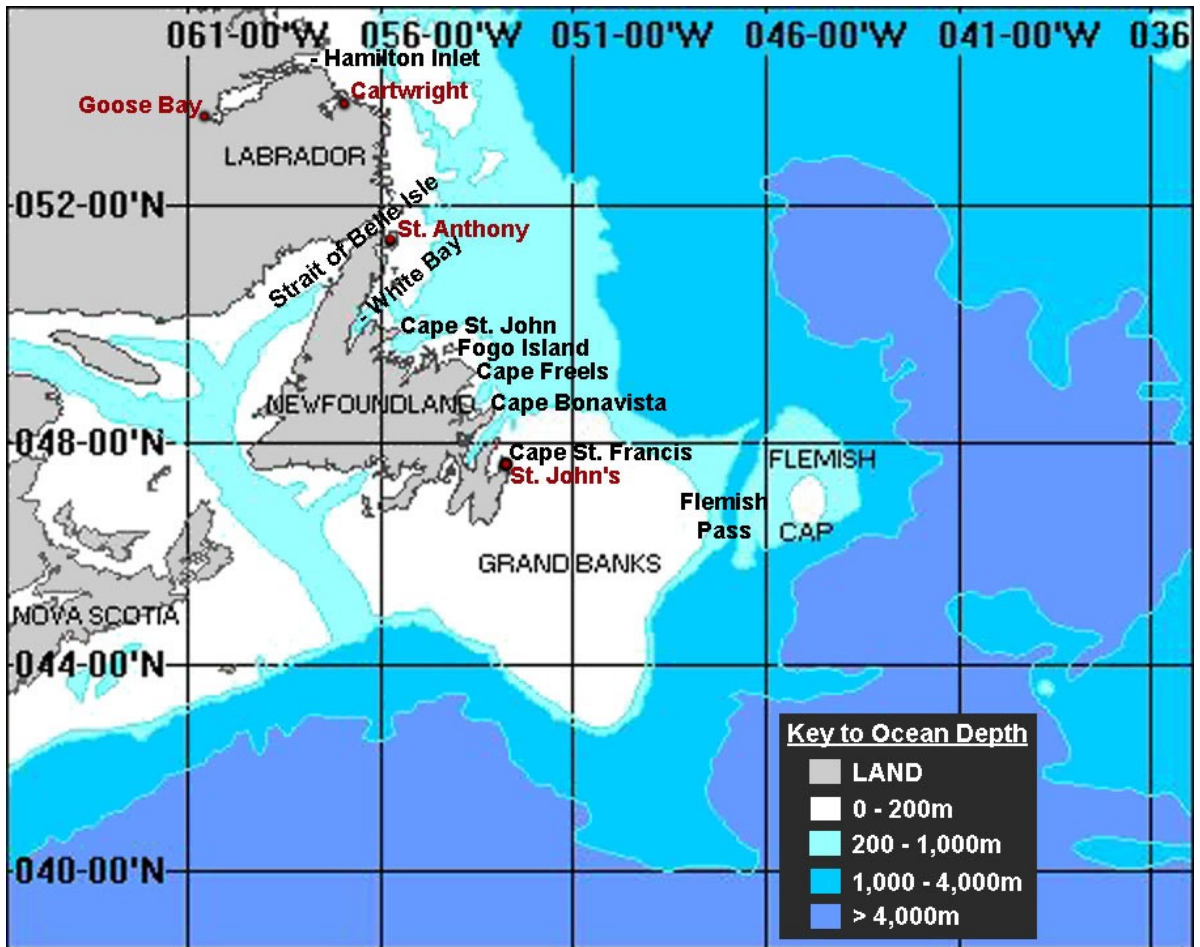 061-00'W 056-00'W 051-00'W 046-00'W 041-00'W 036
- Hamilton Inlet
Cartwright
Goose Bay
LABRADOR
052-00'N
Strait of Belle Isle
St. Anthony
- White Bay
Cape St. John
Fogo Island
Cape Freels
NEWFOUNDLAND
Cape Bonavista
048-00'N
Cape St. Francis
St. John's
FLEMISH
CAP
Flemish
Pass
GRAND BANKS
NOVA SCOTIA
044-00'N
040-00'N
Key to Ocean Depth
LAND
0 - 200m
200 - 1,000m
1,000 - 4,000m
> 4,000m